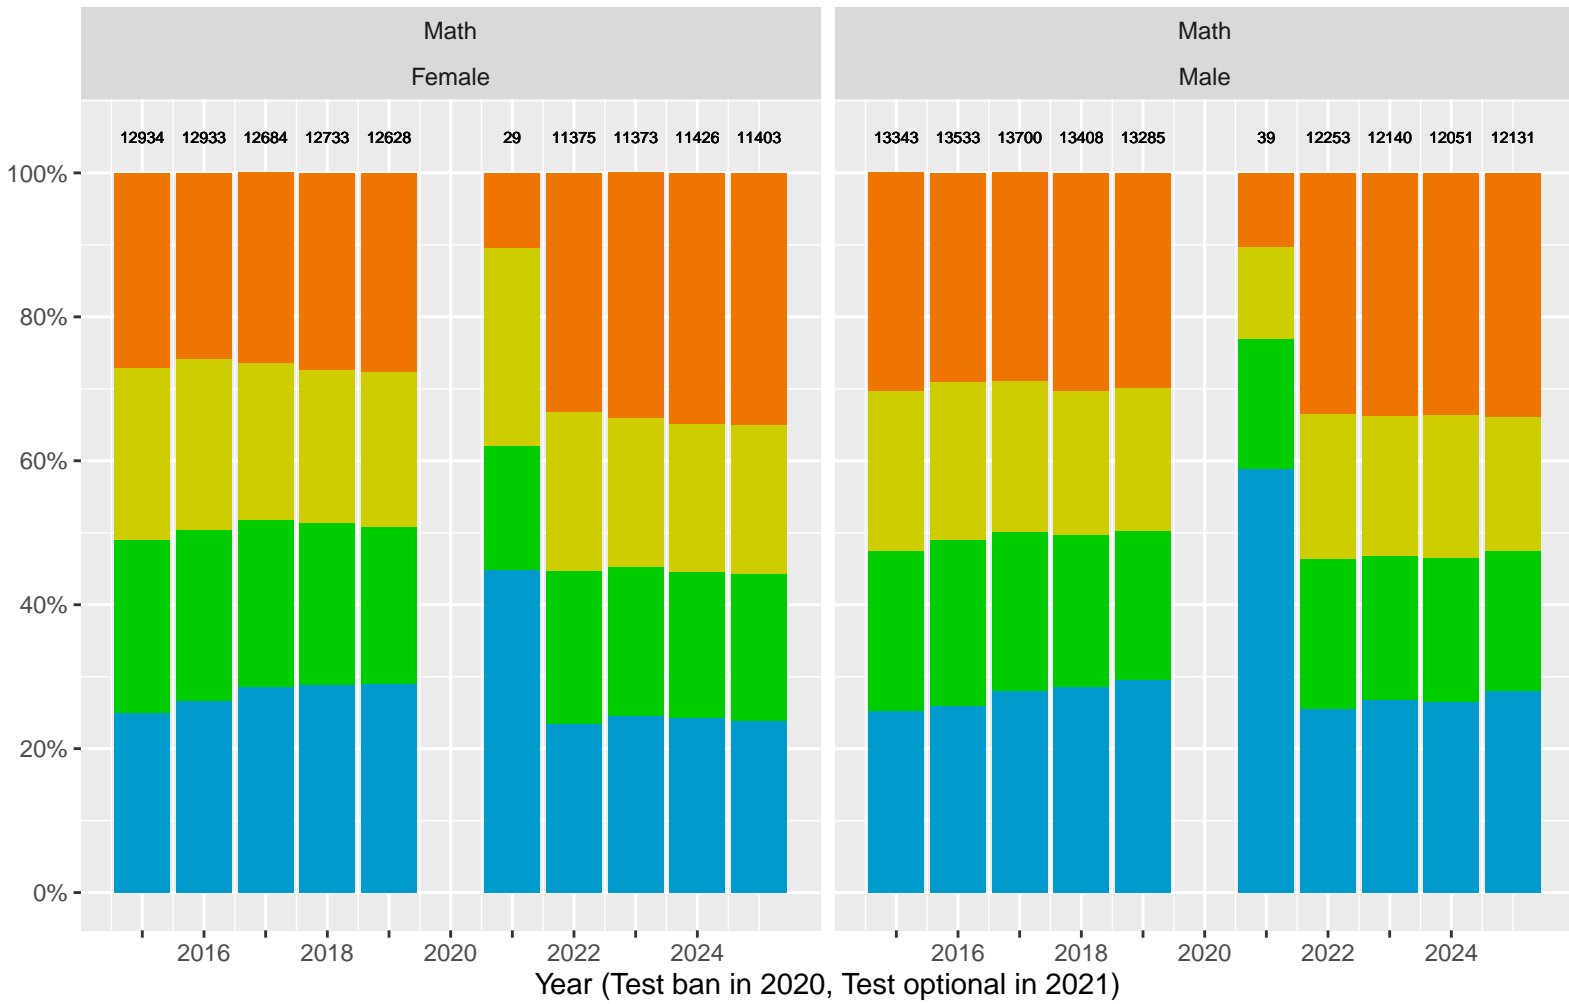 Math Math
Female Male
12934 12933 12684 12733 12628 29 11375 11373 11426 11403 13343 13533 13700 13408 13285 39 12253 12140 12051 12131
100%
80%
60%
40%
20%
0%
2016 2018 2020 2022 2024 2016 2018 2020 2022 2024
Year (Test ban in 2020, Test optional in 2021)